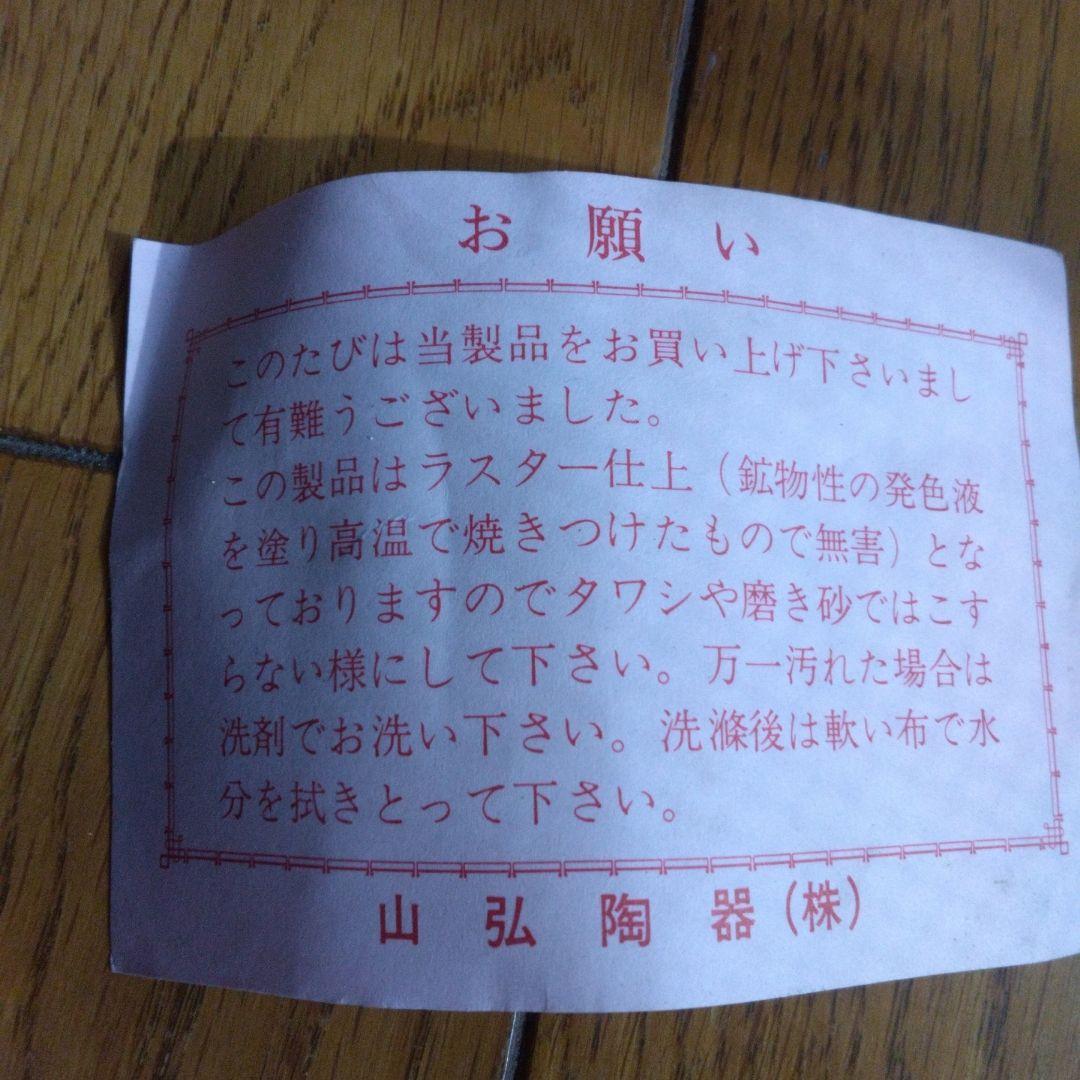 お願い
このたびは当製品をお買い上げ下さいまし
て有難うございました。
この製品はラスター仕上（鉱物性の発色液
を塗り高温で焼きつけたもので無害）とな
っておりますのでタワシや磨き砂ではこす
らない様にして下さい。万一汚れた場合は
洗剤でお洗い下さい。洗滌後は軟い布で水
分を拭きとって下さい。
山弘陶器（株）